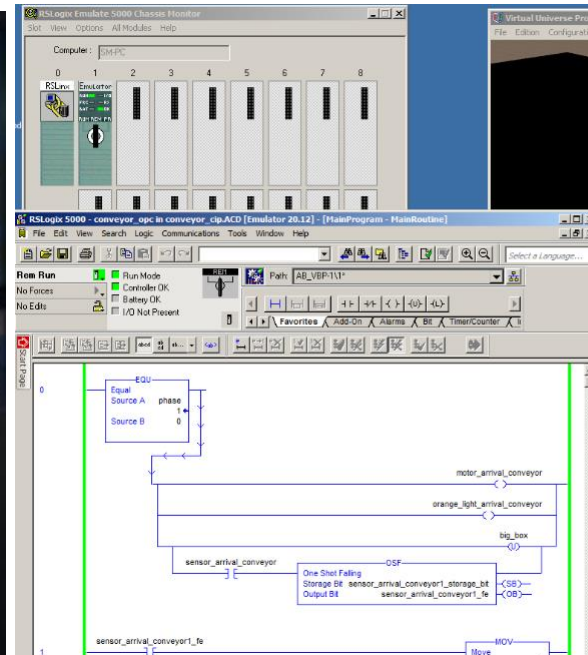 RSLogix Emulate 5000 Chassis Monitor
Slot View Options All Modules Help
Computer: SM-PC
0 1 2 3 4 5 6 7 8
RSLinx Emulator
Virtual Universe Pro
File Edition Configurati
RSLogix 5000 - conveyor_opc in conveyor_cip.ACD [Emulator 20.12] - [MainProgram - MainRoutine]
File Edit View Search Logic Communications Tools Window Help
Select a Language...
Rem Run
Run Mode
REM
Path: AB_VBP-1\1*
No Forces
Controller OK
Battery OK
No Edits
I/O Not Present
Favorites Add-On Alarms Bit Timer/Counter
Start Page
0
EQU
Equal
Source A phase
1
Source B 0
motor_arrival_conveyor
orange_light_arrival_conveyor
big_box
sensor_arrival_conveyor
OSF
One Shot Falling
Storage Bit sensor_arrival_conveyor1_storage_bit (SB)
Output Bit sensor_arrival_conveyor1_fe (OB)
1
sensor_arrival_conveyor1_fe
MOV
Move